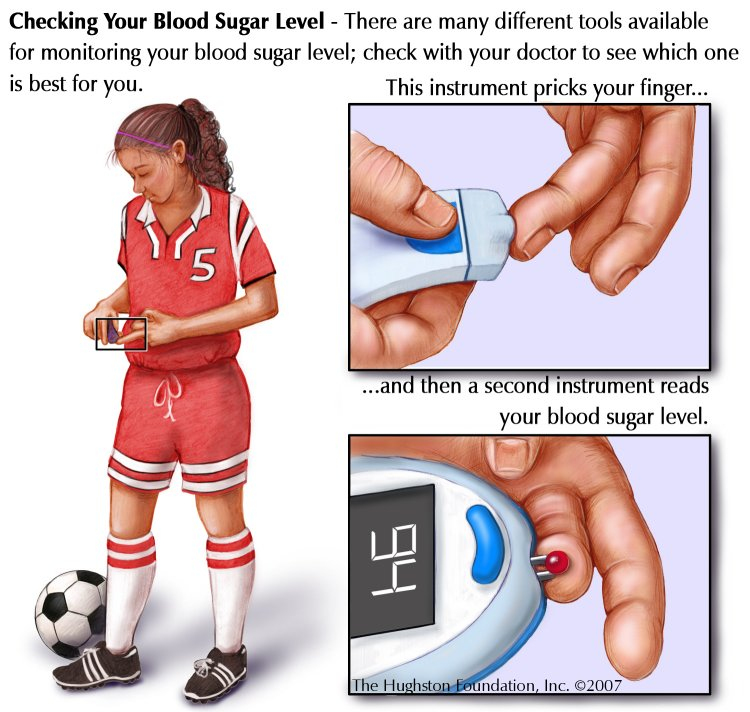 Checking Your Blood Sugar Level - There are many different tools available
for monitoring your blood sugar level; check with your doctor to see which one
is best for you.
This instrument pricks your finger...
5
...and then a second instrument reads
your blood sugar level.
The Hughston Foundation, Inc. ©2007